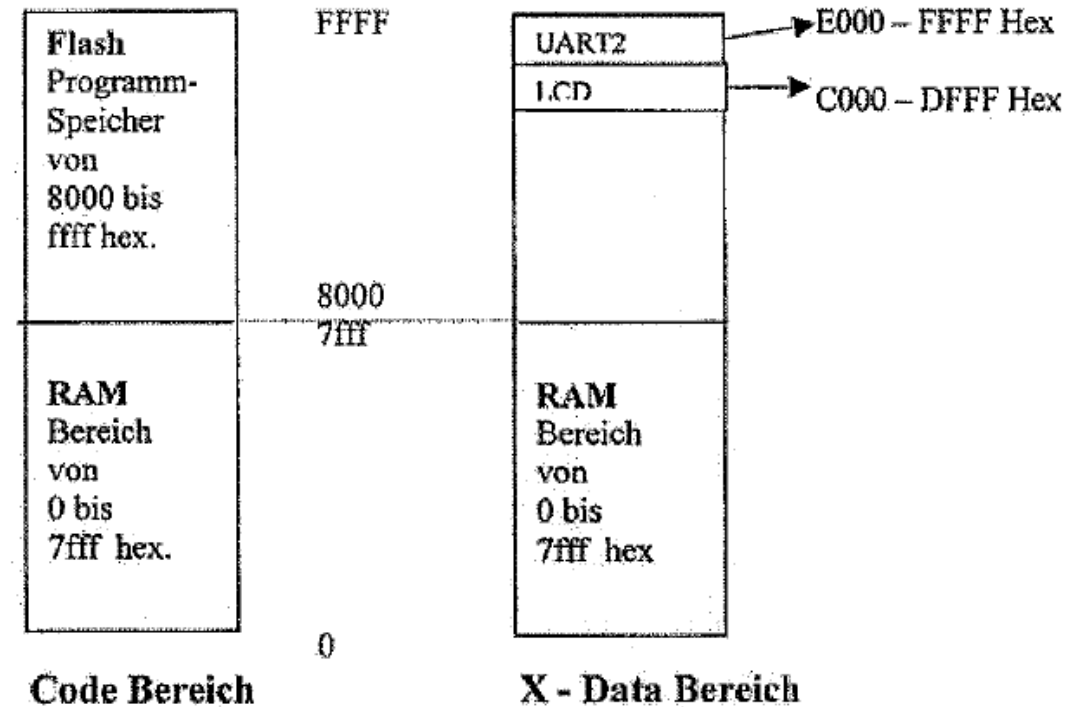 Flash
Programm-
Speicher
von
8000 bis
ffff hex.
RAM
Bereich
von
0 bis
7fff hex.
Code Bereich
FFFF
8000
7fff
0
UART2
LCD
RAM
Bereich
von
0 bis
7fff hex
X - Data Bereich
E000 – FFFF Hex
C000 – DFFF Hex